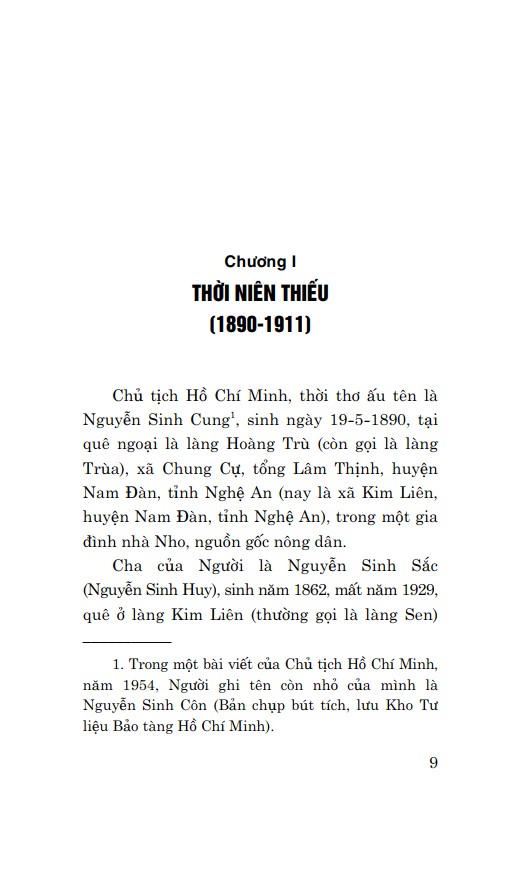 Chương I
THỜI NIÊN THIẾU
(1890-1911)
Chủ tịch Hồ Chí Minh, thời thơ ấu tên là
Nguyễn Sinh Cung1, sinh ngày 19-5-1890, tại
quê ngoại là làng Hoàng Trù (còn gọi là làng
Trùa), xã Chung Cự, tổng Lâm Thịnh, huyện
Nam Đàn, tỉnh Nghệ An (nay là xã Kim Liên,
huyện Nam Đàn, tỉnh Nghệ An), trong một gia
đình nhà Nho, nguồn gốc nông dân.
Cha của Người là Nguyễn Sinh Sắc
(Nguyễn Sinh Huy), sinh năm 1862, mất năm 1929,
quê ở làng Kim Liên (thường gọi là làng Sen)
1. Trong một bài viết của Chủ tịch Hồ Chí Minh,
năm 1954, Người ghi tên còn nhỏ của mình là
Nguyễn Sinh Côn (Bản chụp bút tích, lưu Kho Tư
liệu Bảo tàng Hồ Chí Minh).
9